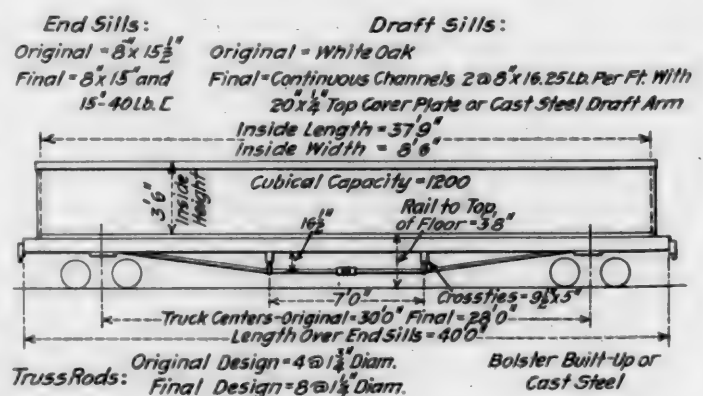 End Sills:
Original = 8"x 15½"
Final = 8"x 15" and
15"- 40 Lb. [
Draft Sills:
Original = White Oak
Final = Continuous Channels 2 @ 8"x 16.25 Lb. Per Ft. With
20"x ¼" Top Cover Plate or Cast Steel Draft Arm
Inside Length = 37'9"
Inside Width = 8'6"
3'6"
Inside
Height
Cubical Capacity = 1200
16½"
Rail to Top
of Floor = 3'8"
7'0"
Crossties = 9½"x 5"
Truck Centers - Original = 30'0" Final = 28'0"
Length Over End Sills = 40'0"
Truss Rods:
Original Design = 4 @ 1¾" Diam.
Final Design = 8 @ 1¼" Diam.
Bolster Built-Up or
Cast Steel